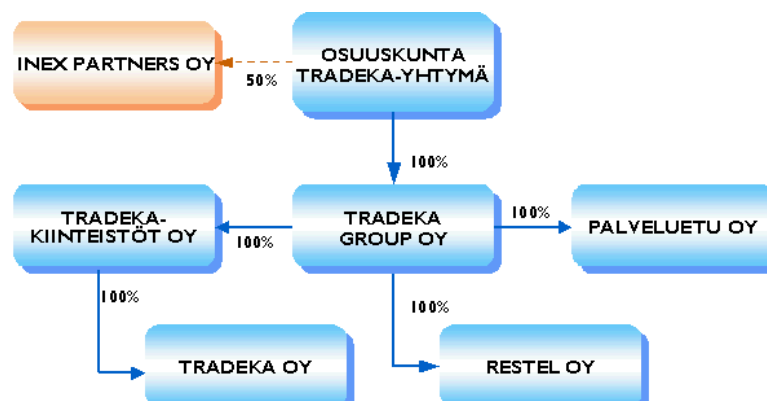 INEX PARTNERS OY
50%
OSUUSKUNTA
TRADEKA-YHTYMÄ
100%
TRADEKA-
KIINTEISTÖT OY
100%
TRADEKA
GROUP OY
100%
PALVELUETU OY
100%
100%
TRADEKA OY
RESTEL OY